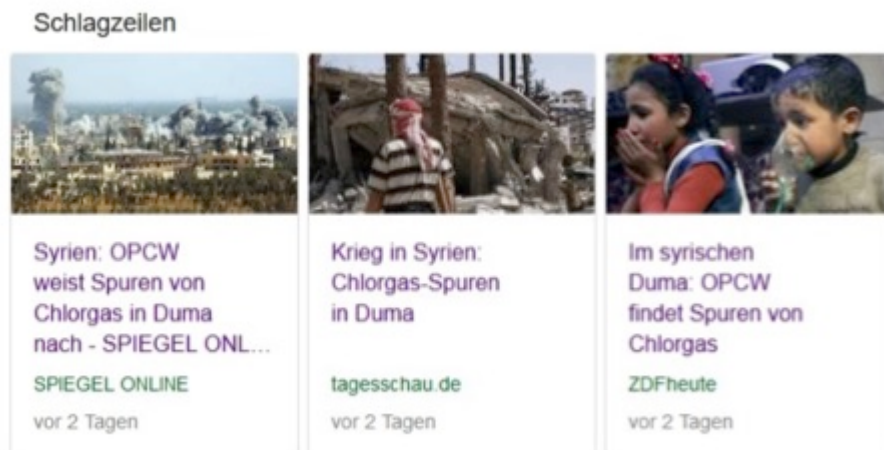 Schlagzeilen
Syrien: OPCW
weist Spuren von
Chlorgas in Duma
nach - SPIEGEL ONL...
SPIEGEL ONLINE
vor 2 Tagen
Krieg in Syrien:
Chlorgas-Spuren
in Duma
tagesschau.de
vor 2 Tagen
Im syrischen
Duma: OPCW
findet Spuren von
Chlorgas
ZDFheute
vor 2 Tagen